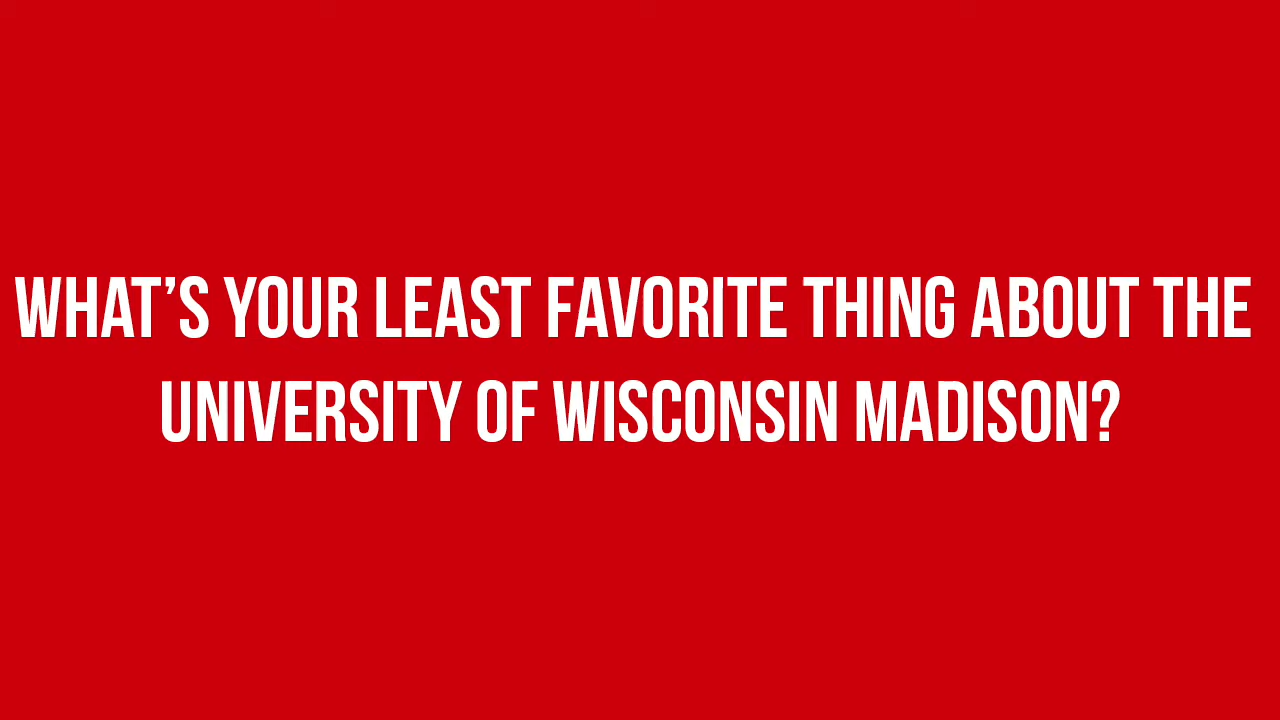 WHAT’S YOUR LEAST FAVORITE THING ABOUT THE
UNIVERSITY OF WISCONSIN MADISON?